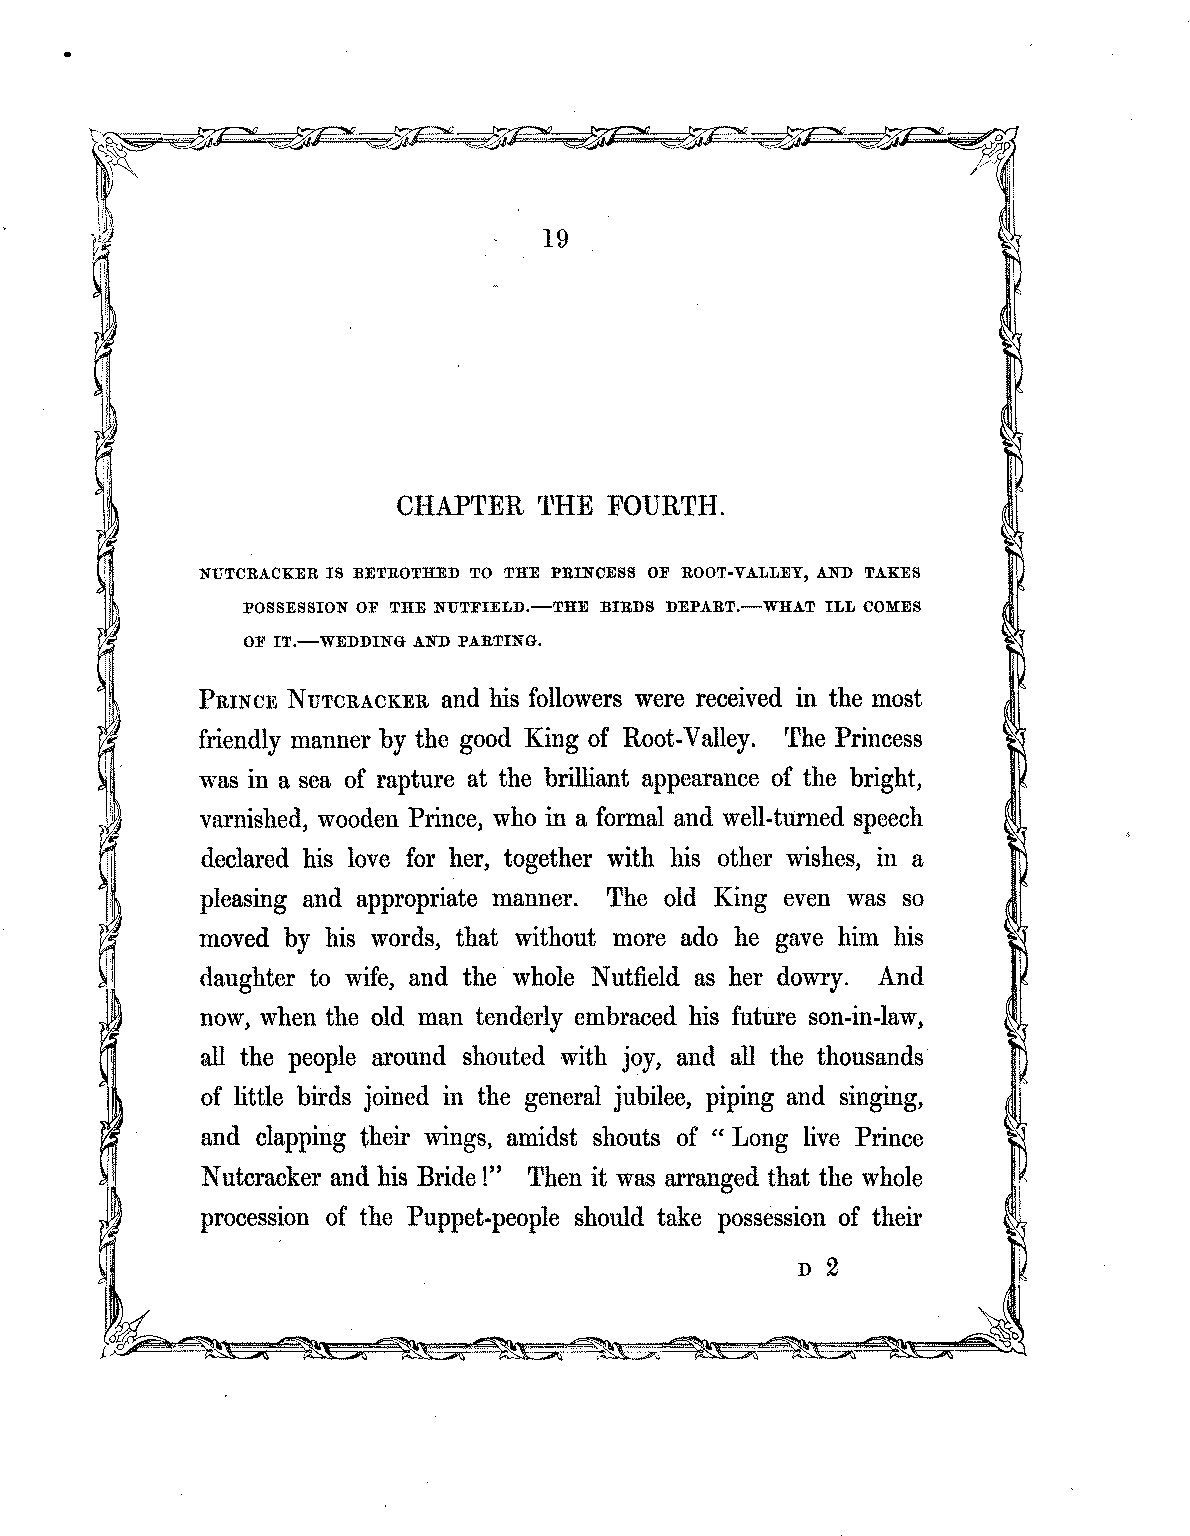 19
CHAPTER THE FOURTH.
NUTCRACKER IS BETROTHED TO THE PRINCESS OF ROOT-VALLEY, AND TAKES
POSSESSION OF THE NUTFIELD.—THE BIRDS DEPART.—WHAT ILL COMES
OF IT.—WEDDING AND PARTING.
PRINCE NUTCRACKER and his followers were received in the most
friendly manner by the good King of Root-Valley. The Princess
was in a sea of rapture at the brilliant appearance of the bright,
varnished, wooden Prince, who in a formal and well-turned speech
declared his love for her, together with his other wishes, in a
pleasing and appropriate manner. The old King even was so
moved by his words, that without more ado he gave him his
daughter to wife, and the whole Nutfield as her dowry. And
now, when the old man tenderly embraced his future son-in-law,
all the people around shouted with joy, and all the thousands
of little birds joined in the general jubilee, piping and singing,
and clapping their wings, amidst shouts of “Long live Prince
Nutcracker and his Bride!” Then it was arranged that the whole
procession of the Puppet-people should take possession of their
D 2